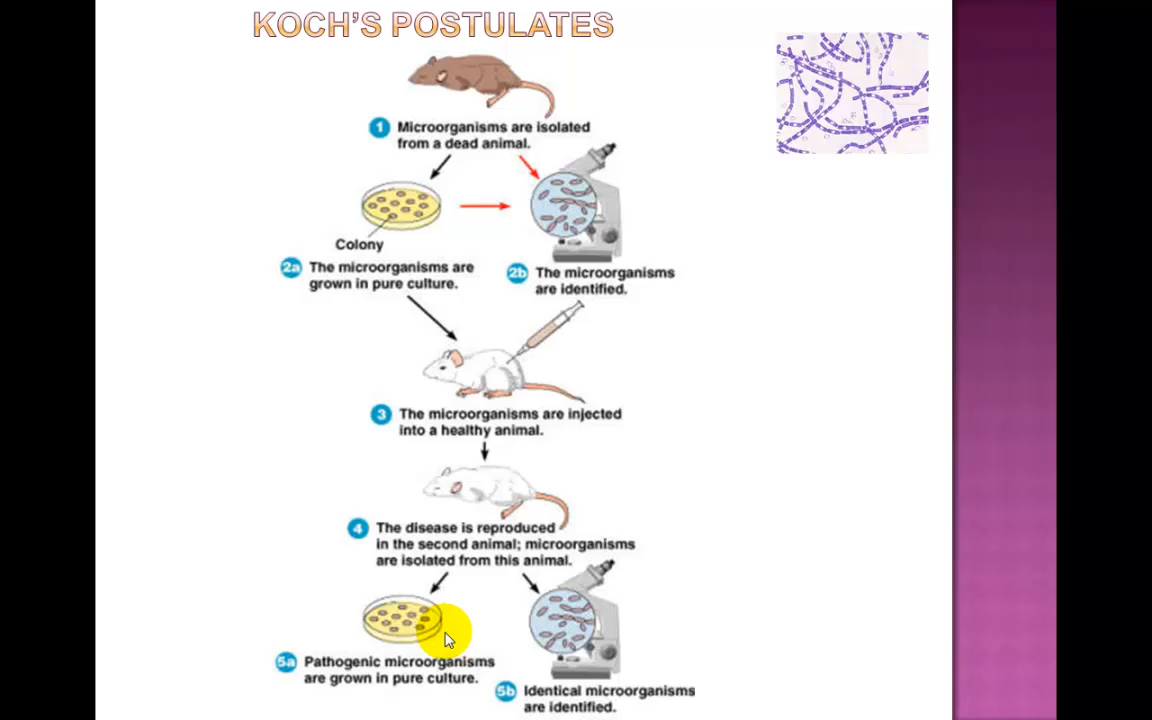 KOCH'S POSTULATES
1 Microorganisms are isolated
from a dead animal.
Colony
2a The microorganisms are
grown in pure culture.
2b The microorganisms
are identified.
3 The microorganisms are injected
into a healthy animal.
4 The disease is reproduced
in the second animal; microorganisms
are isolated from this animal.
5a Pathogenic microorganisms
are grown in pure culture.
5b Identical microorganisms
are identified.